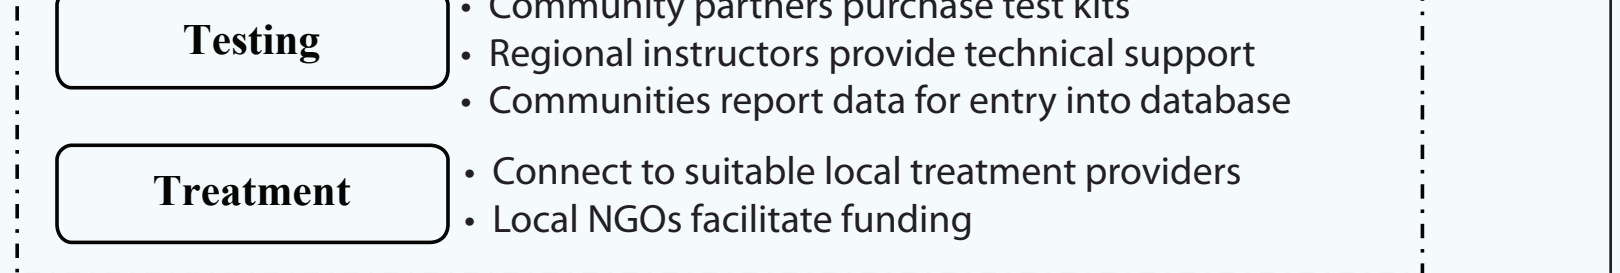 Testing
• Community partners purchase test kits
• Regional instructors provide technical support
• Communities report data for entry into database
Treatment
• Connect to suitable local treatment providers
• Local NGOs facilitate funding